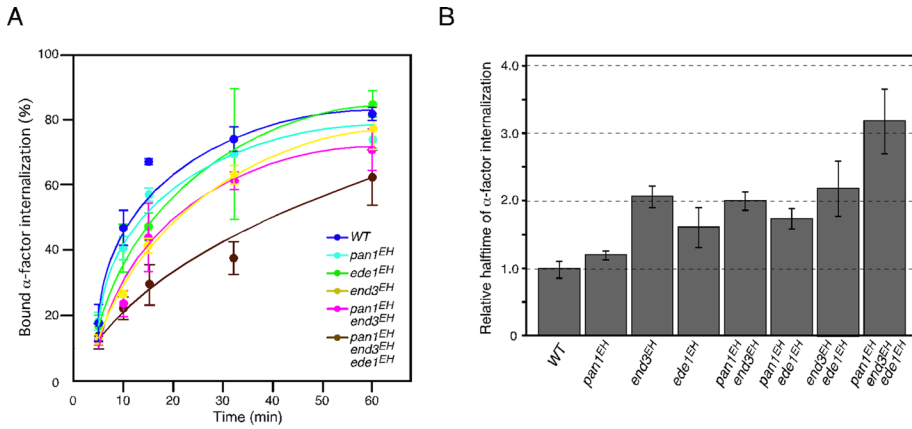 A
Bound α-factor internalization (%)
100
80
60
40
20
0
0
10
20
30
40
50
60
Time (min)
WT
pan1EH
ede1EH
end3EH
pan1EH
end3EH
pan1EH
end3EH
ede1EH
B
Relative halftime of α-factor Internalization
4.0
3.0
2.0
1.0
0
WT
pan1EH
end3EH
ede1EH
pan1EH
end3EH
pan1EH
ede1EH
end3EH
ede1EH
pan1EH
end3EH
ede1EH